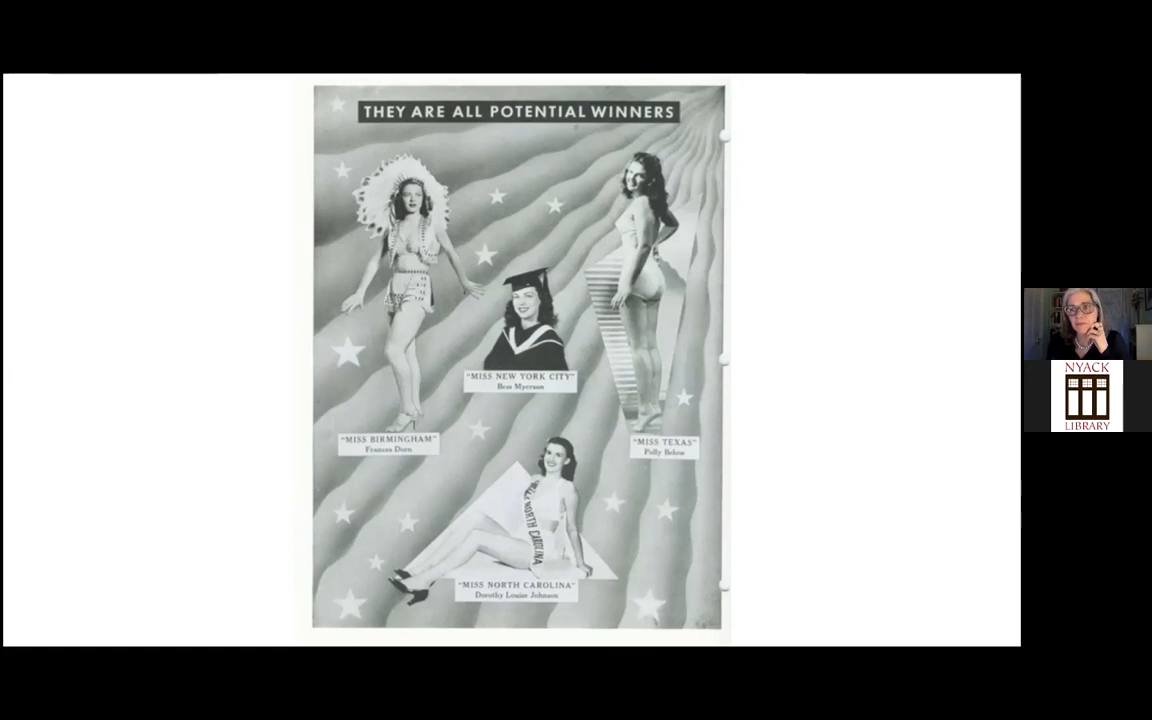 THEY ARE ALL POTENTIAL WINNERS
"MISS NEW YORK CITY"
Bess Myerson
"MISS BIRMINGHAM"
Frances Dorn
"MISS TEXAS"
Polly Below
MISS NORTH CAROLINA
"MISS NORTH CAROLINA"
Dorothy Louise Johnson
NYACK
LIBRARY